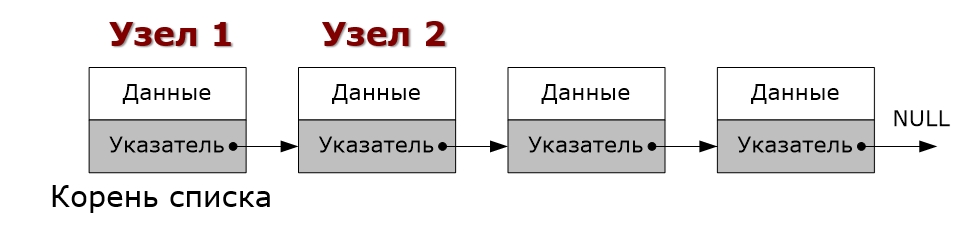 Узел 1 Узел 2
Данные Данные Данные Данные
NULL
Указатель Указатель Указатель Указатель
Корень списка